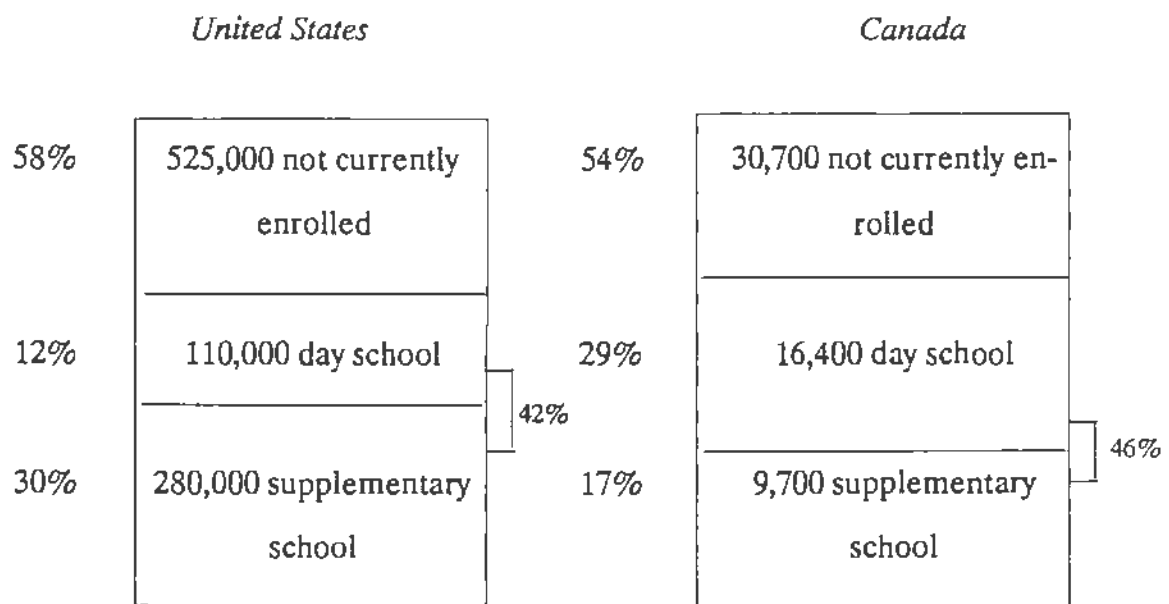 United States
58%
525,000 not currently
enrolled
12%
110,000 day school
42%
30%
280,000 supplementary
school
Canada
54%
30,700 not currently en-
rolled
29%
16,400 day school
46%
17%
9,700 supplementary
school